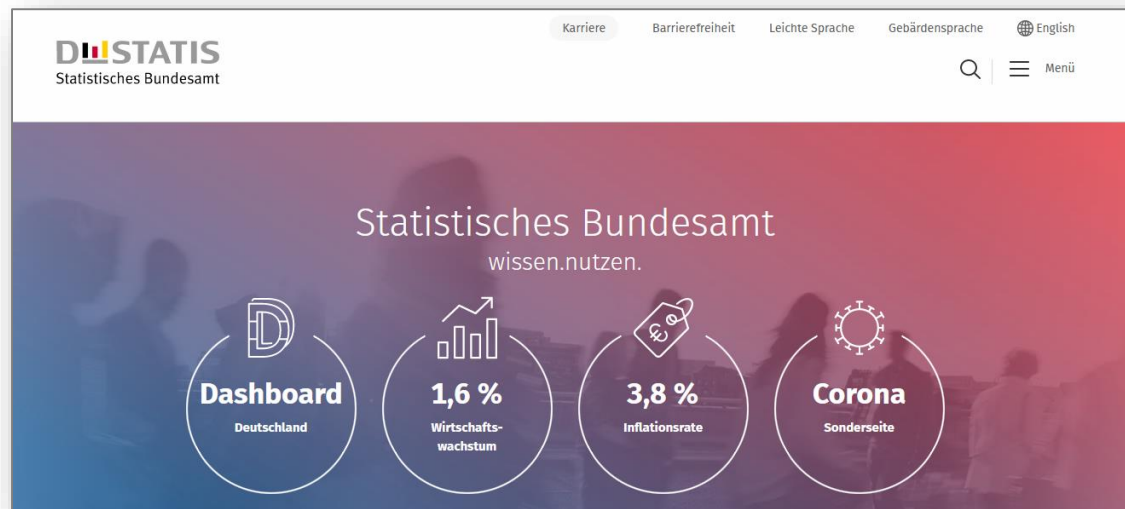 Karriere Barrierefreiheit Leichte Sprache Gebärdensprache English
DESTATIS
Statistisches Bundesamt
Menü
Statistisches Bundesamt
wissen.nutzen.
Dashboard
Deutschland
1,6 %
Wirtschafts-
wachstum
3,8 %
Inflationsrate
Corona
Sonderseite